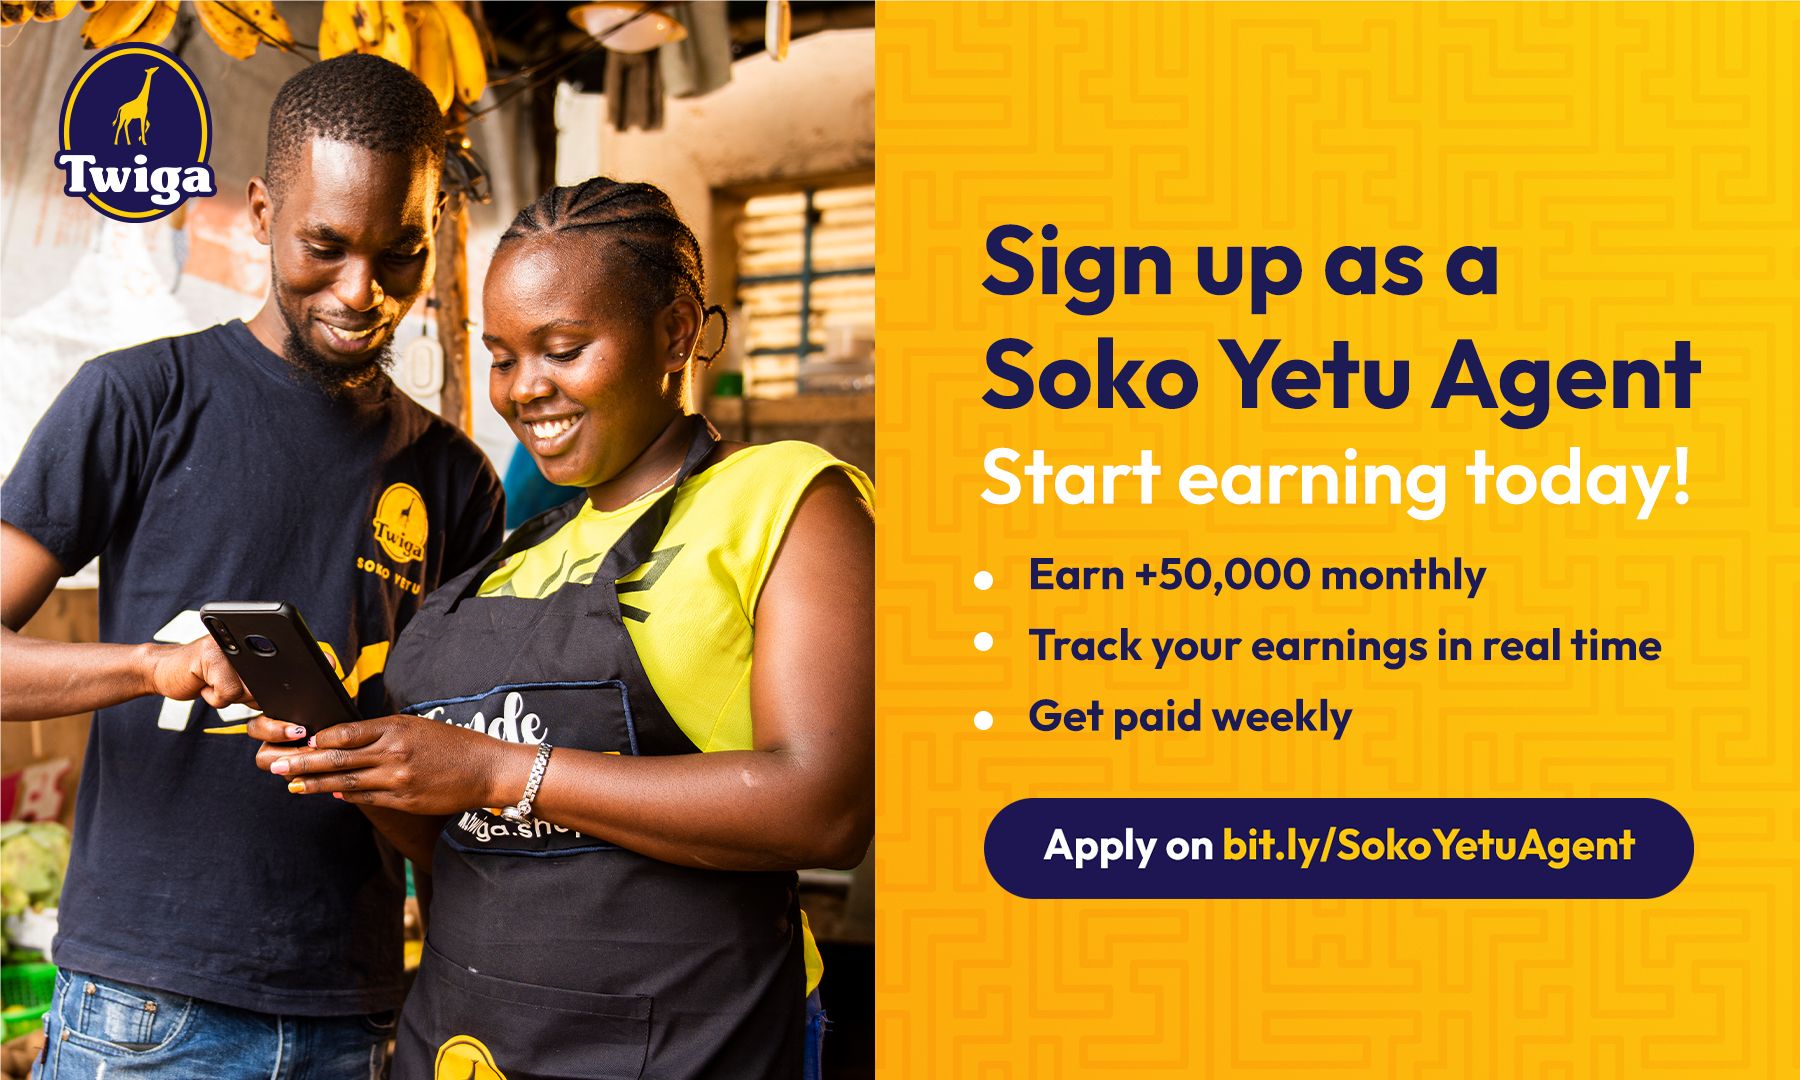 Twiga
Sign up as a
Soko Yetu Agent
Start earning today!
Earn +50,000 monthly
Track your earnings in real time
Get paid weekly
Apply on bit.ly/SokoYetuAgent
Twiga
SOKO YETU